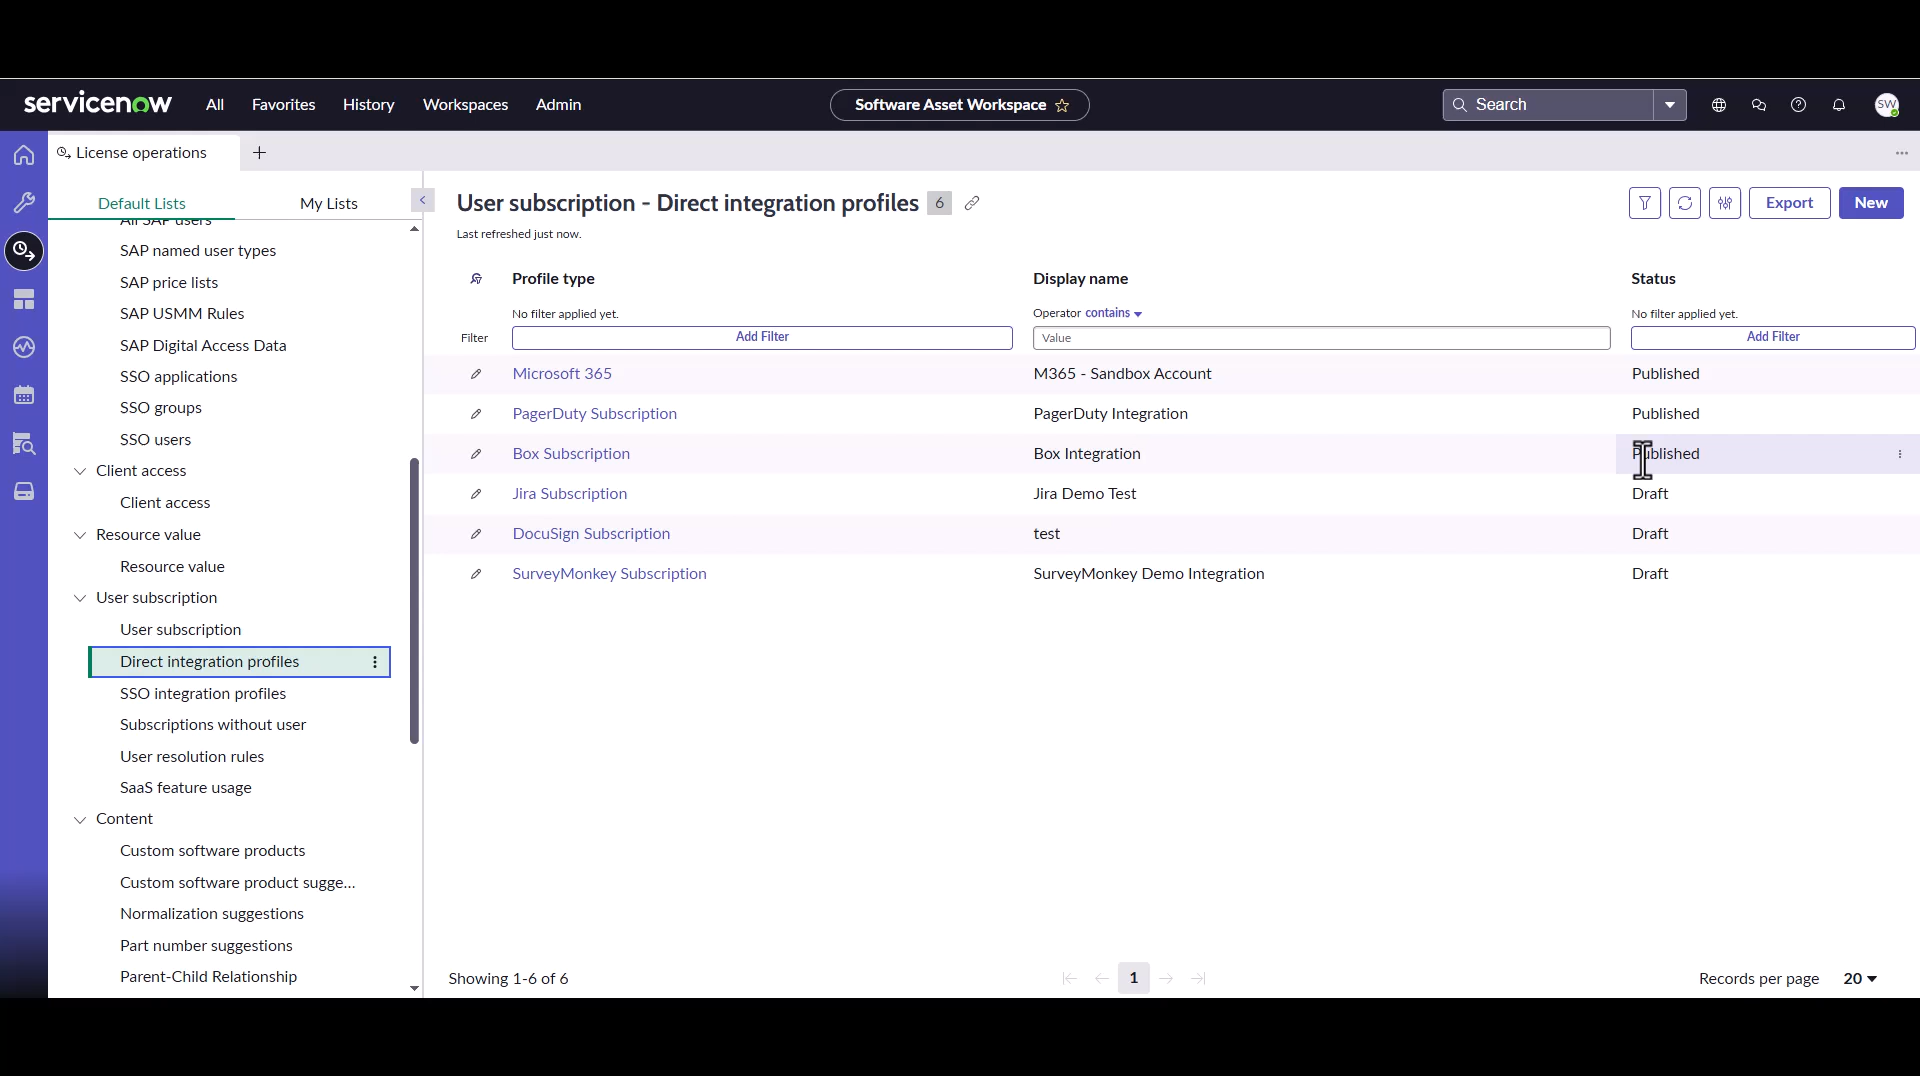 servicenow All Favorites History Workspaces Admin Software Asset Workspace Search SW
License operations
Default Lists My Lists
All SAP users
SAP named user types
SAP price lists
SAP USMM Rules
SAP Digital Access Data
SSO applications
SSO groups
SSO users
Client access
Client access
Resource value
Resource value
User subscription
User subscription
Direct integration profiles
SSO integration profiles
Subscriptions without user
User resolution rules
SaaS feature usage
Content
Custom software products
Custom software product sugge...
Normalization suggestions
Part number suggestions
Parent-Child Relationship
User subscription - Direct integration profiles 6 Export New
Last refreshed just now.
Profile type Display name Status
No filter applied yet. Operator contains No filter applied yet.
Filter Add Filter Value Add Filter
Microsoft 365 M365 - Sandbox Account Published
PagerDuty Subscription PagerDuty Integration Published
Box Subscription Box Integration Published
Jira Subscription Jira Demo Test Draft
DocuSign Subscription test Draft
SurveyMonkey Subscription SurveyMonkey Demo Integration Draft
Showing 1-6 of 6 1 Records per page 20